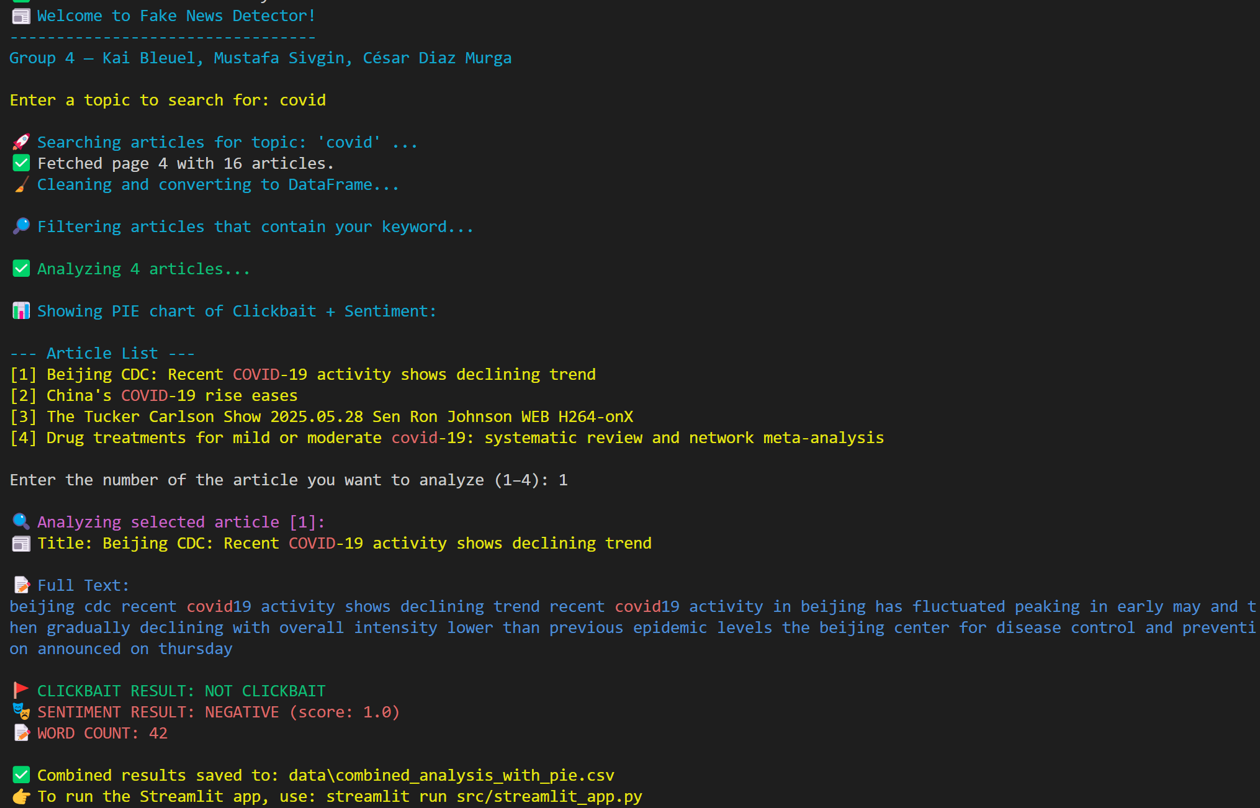 📰 Welcome to Fake News Detector!
---------------------------------
Group 4 — Kai Bleuel, Mustafa Sivgin, César Diaz Murga
Enter a topic to search for: covid
🚀 Searching articles for topic: 'covid' ...
✅ Fetched page 4 with 16 articles.
🧹 Cleaning and converting to DataFrame...
🔎 Filtering articles that contain your keyword...
✅ Analyzing 4 articles...
📊 Showing PIE chart of Clickbait + Sentiment:
--- Article List ---
[1] Beijing CDC: Recent COVID-19 activity shows declining trend
[2] China's COVID-19 rise eases
[3] The Tucker Carlson Show 2025.05.28 Sen Ron Johnson WEB H264-onX
[4] Drug treatments for mild or moderate covid-19: systematic review and network meta-analysis
Enter the number of the article you want to analyze (1–4): 1
🔍 Analyzing selected article [1]:
📰 Title: Beijing CDC: Recent COVID-19 activity shows declining trend
📝 Full Text:
beijing cdc recent covid19 activity shows declining trend recent covid19 activity in beijing has fluctuated peaking in early may and t
hen gradually declining with overall intensity lower than previous epidemic levels the beijing center for disease control and preventi
on announced on thursday
🚩 CLICKBAIT RESULT: NOT CLICKBAIT
🎭 SENTIMENT RESULT: NEGATIVE (score: 1.0)
📝 WORD COUNT: 42
✅ Combined results saved to: data\combined_analysis_with_pie.csv
👉 To run the Streamlit app, use: streamlit run src/streamlit_app.py